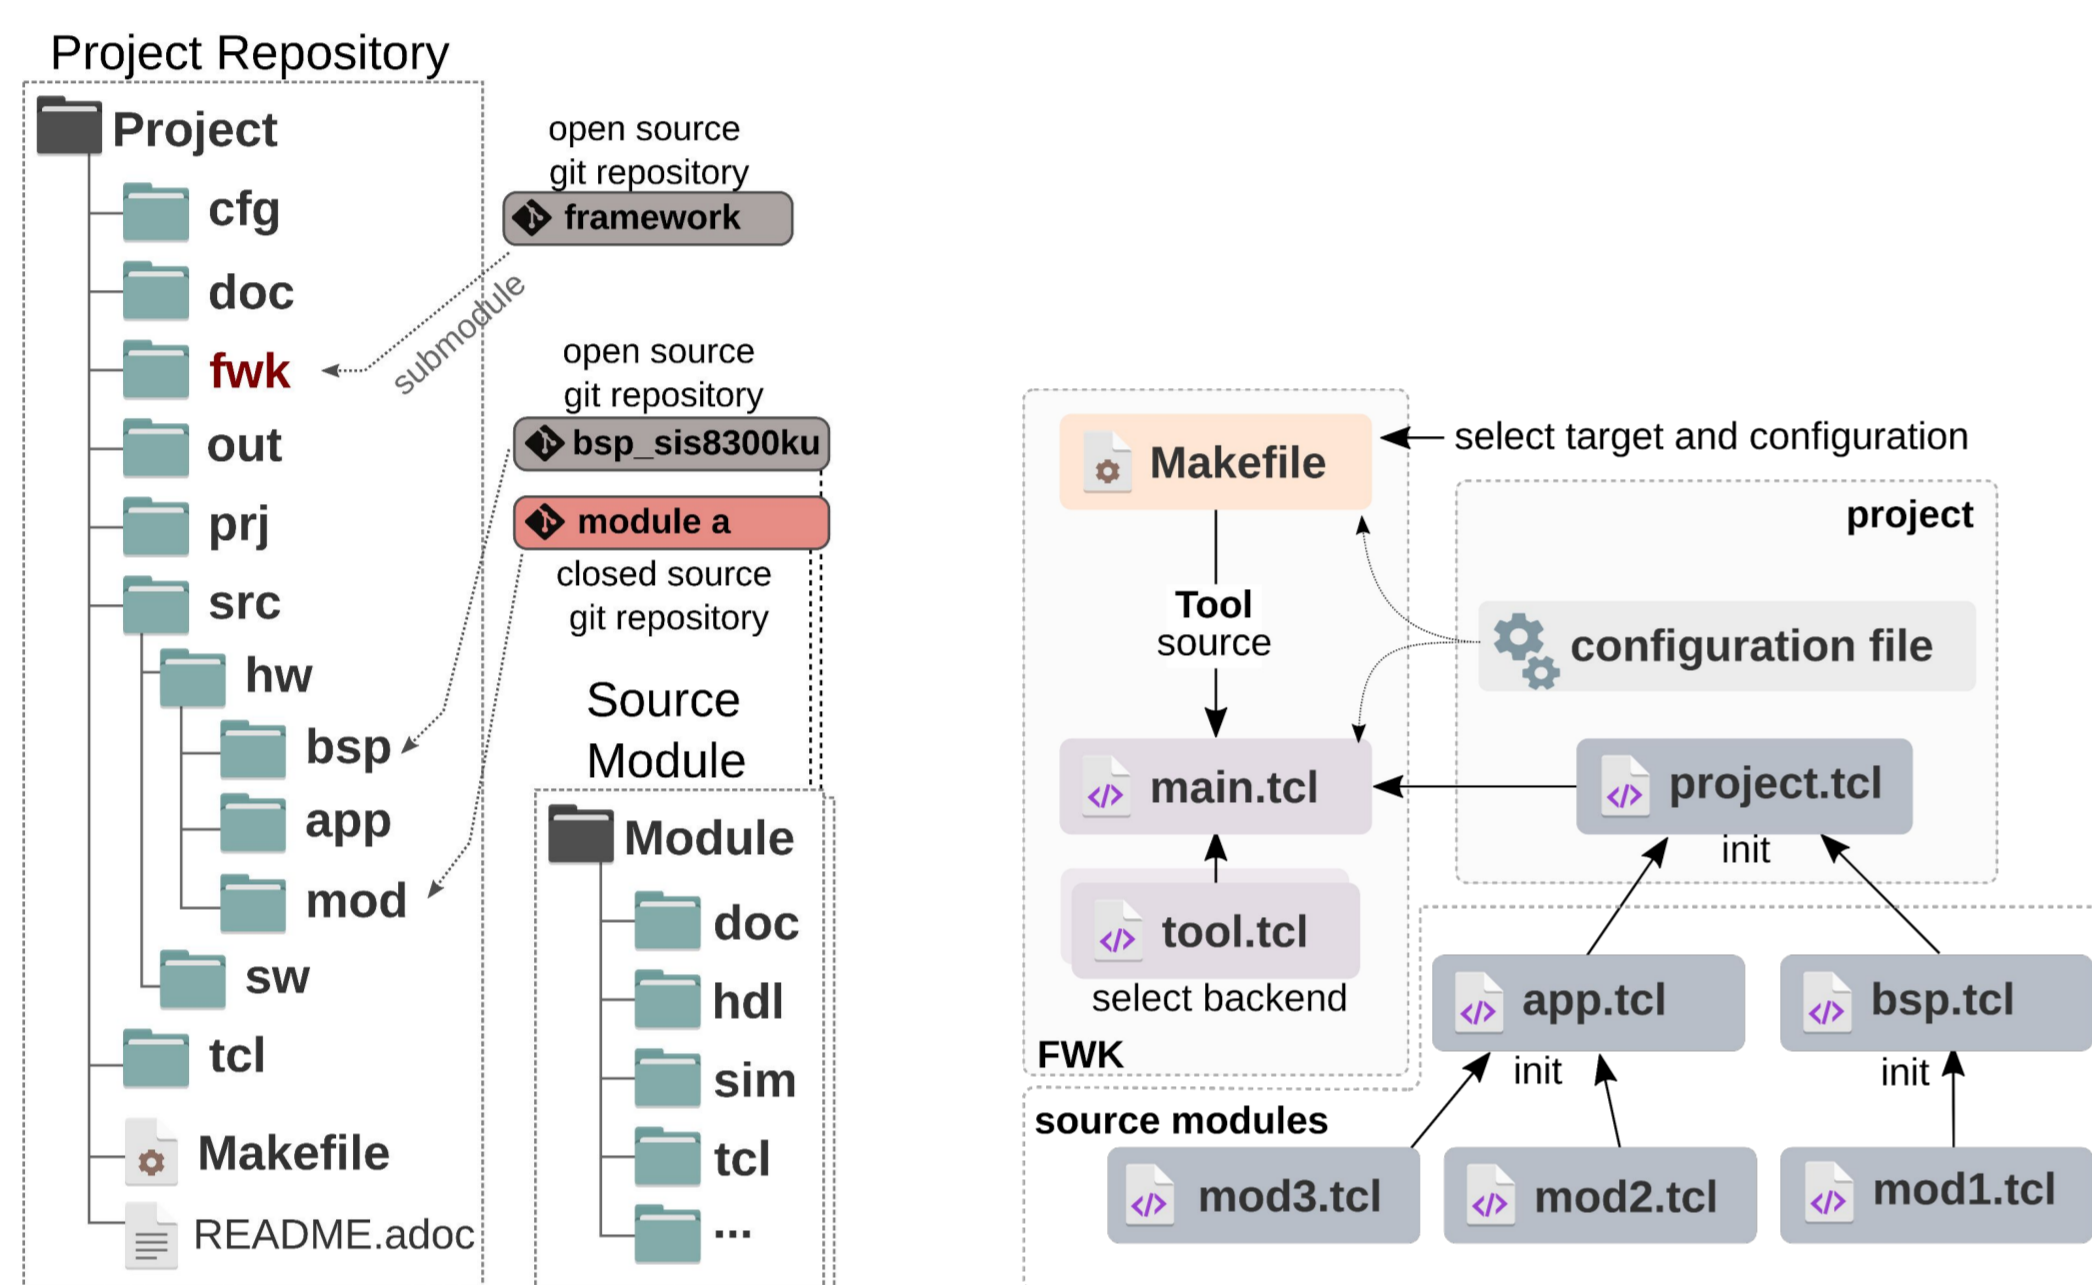 Project Repository
Project
cfg
doc
fwk
out
prj
src
hw
bsp
app
mod
sw
tcl
Makefile
README.adoc
open source
git repository
framework
submodule
open source
git repository
bsp_sis8300ku
module a
closed source
git repository
Source
Module
Module
doc
hdl
sim
tcl
...
Makefile
select target and configuration
project
Tool
source
configuration file
main.tcl
project.tcl
init
tool.tcl
select backend
FWK
app.tcl
bsp.tcl
init
init
source modules
mod3.tcl
mod2.tcl
mod1.tcl